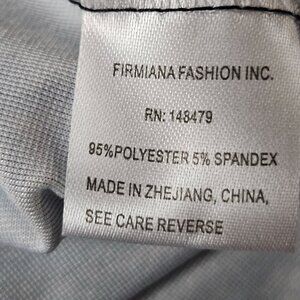 FIRMIANA FASHION INC.
RN: 148479
95%POLYESTER 5% SPANDEX
MADE IN ZHEJIANG, CHINA,
SEE CARE REVERSE